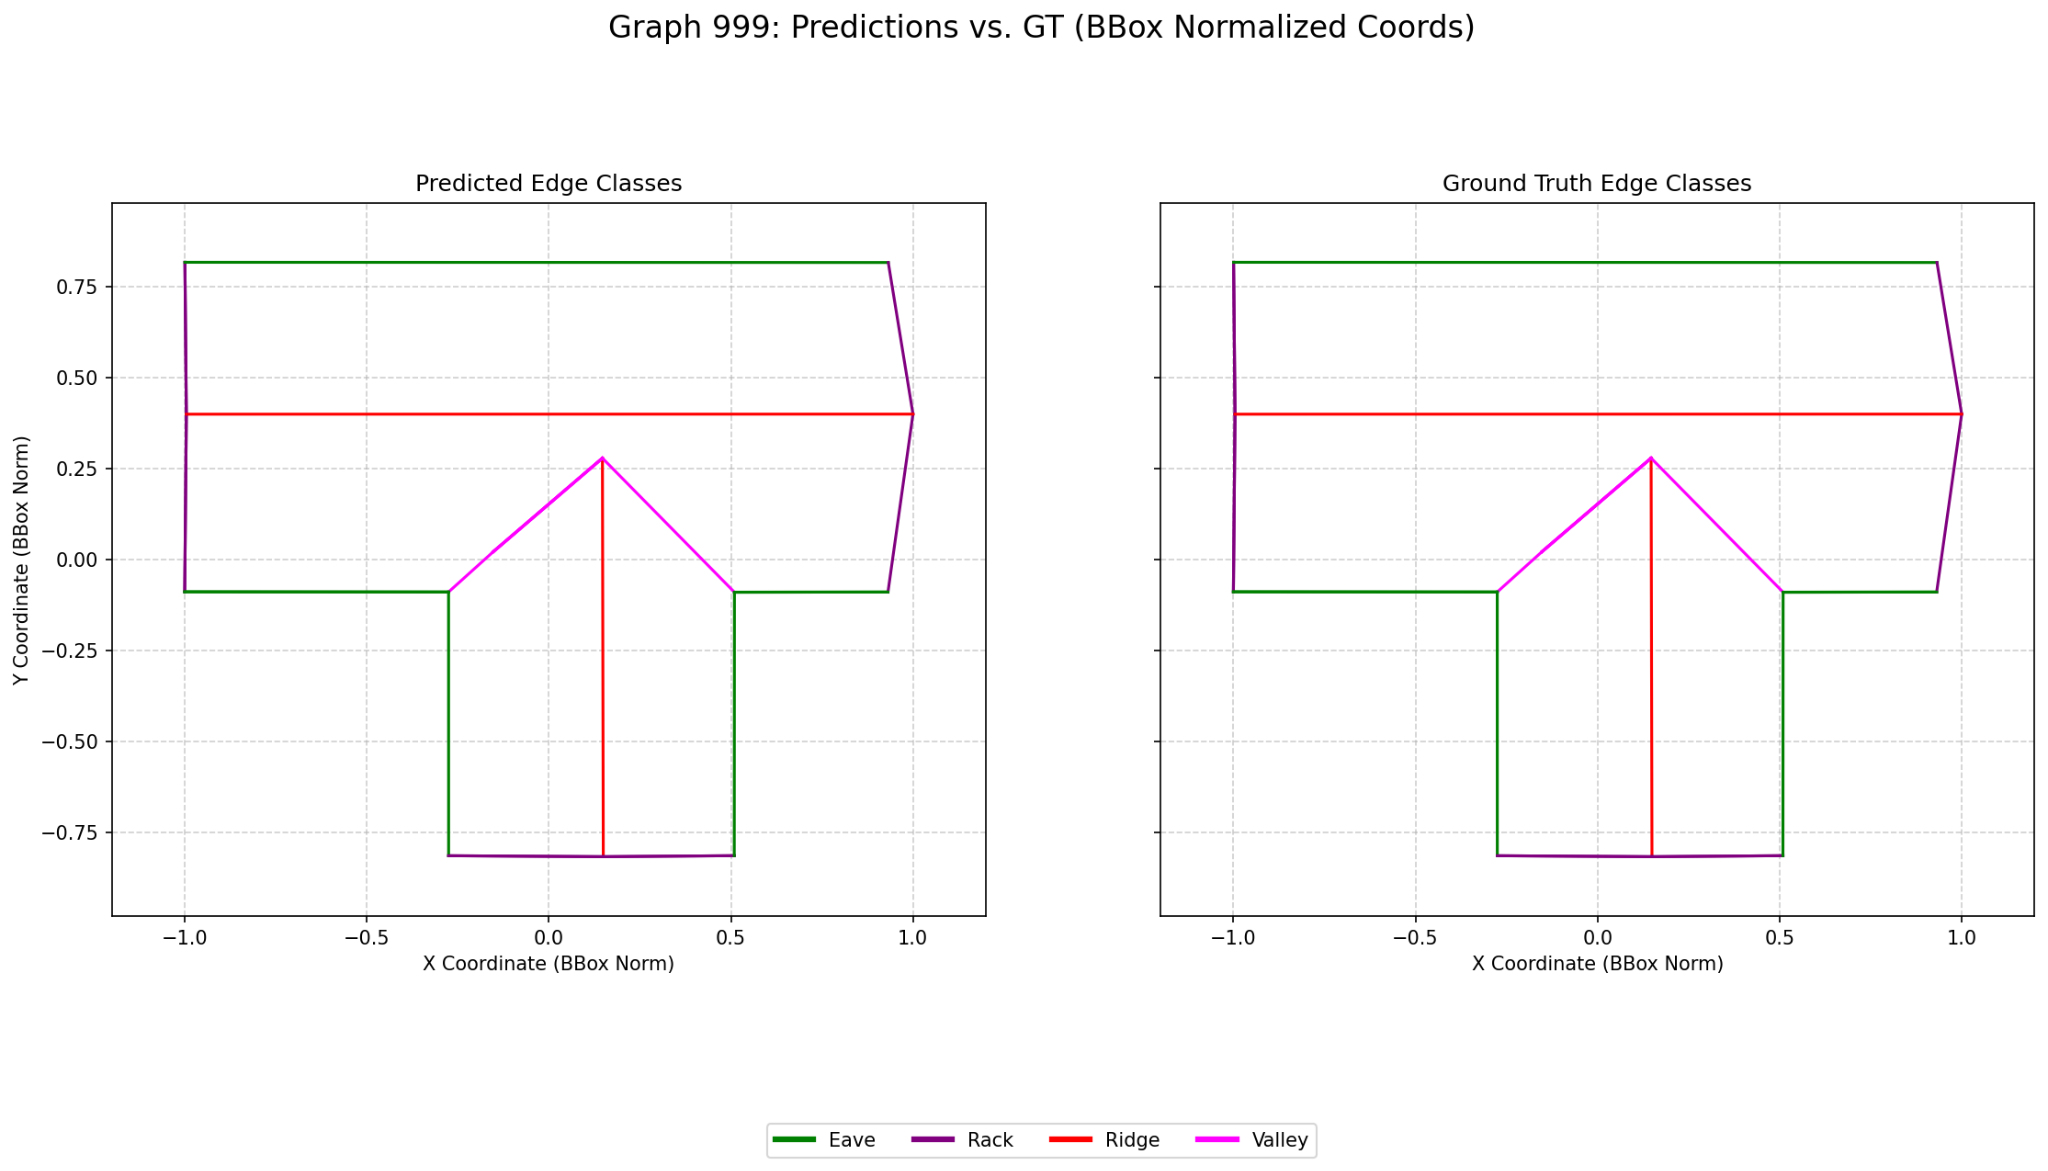 Graph 999: Predictions vs. GT (BBox Normalized Coords)
Predicted Edge Classes
Y Coordinate (BBox Norm)
0.75
0.50
0.25
0.00
−0.25
−0.50
−0.75
−1.0 −0.5 0.0 0.5 1.0
X Coordinate (BBox Norm)
Ground Truth Edge Classes
−1.0 −0.5 0.0 0.5 1.0
X Coordinate (BBox Norm)
Eave Rack Ridge Valley